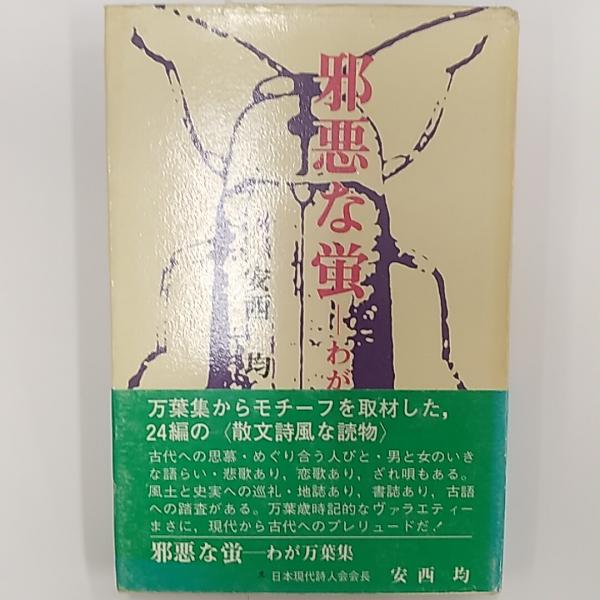 邪悪な蛍―わが
安西均
万葉集からモチーフを取材した,
24編の〈散文詩風な読物〉
古代への思慕・めぐり合う人びと・男と女のいき
な語らい・悲歌あり,恋歌あり,ざれ唄もある。
風土と史実への巡礼・地誌あり,書誌あり,古語
への踏査がある。万葉歳時記的なヴァラエティー
まさに,現代から古代へのプレリュードだ!
邪悪な蛍―わが万葉集
日本現代詩人会会長 安西 均